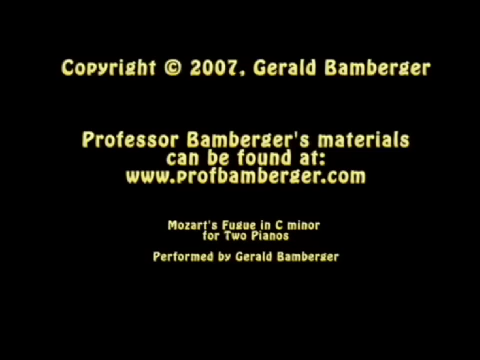 Copyright © 2007, Gerald Bamberger
Professor Bamberger's materials
can be found at:
www.profbamberger.com
Mozart's Fugue in C minor
for Two Pianos
Performed by Gerald Bamberger